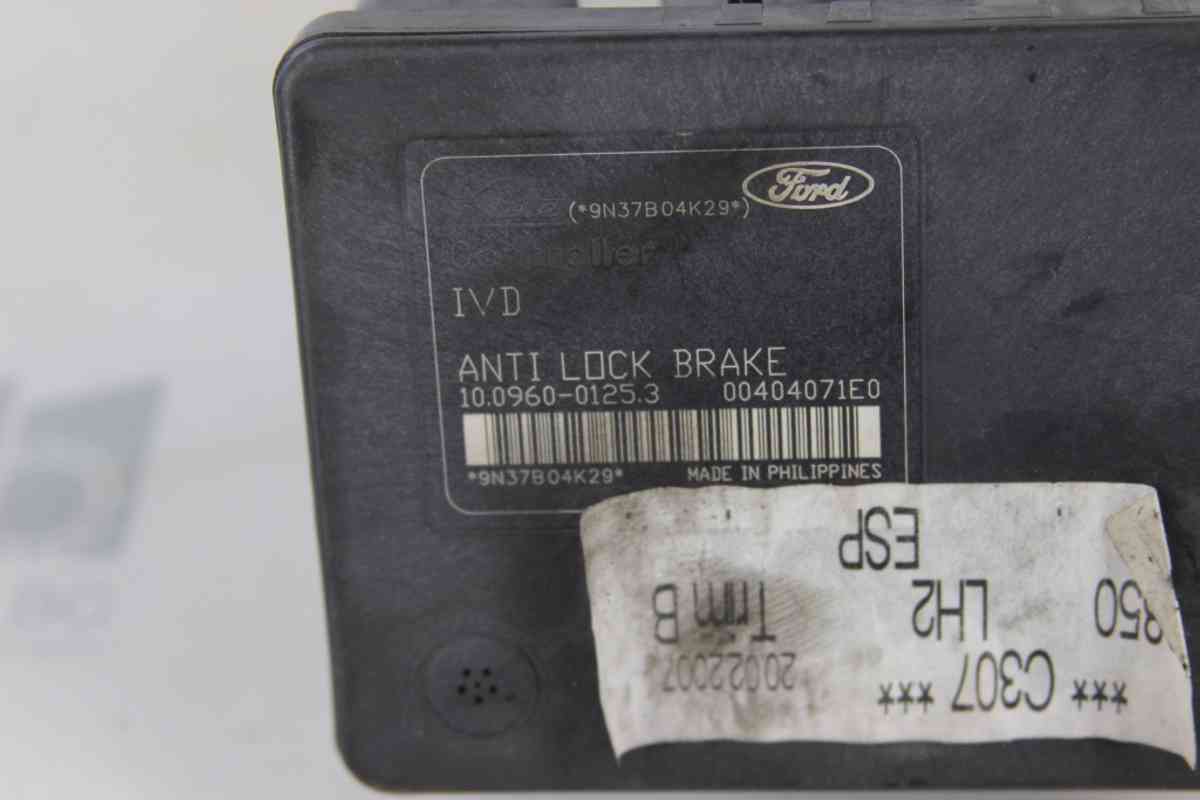 Ford
(*9N37B04K29*)
IVD
ANTI LOCK BRAKE
10.0960-0125.3 00404071E0
*9N37B04K29*
MADE IN PHILIPPINES
*** C307 ***
20022007
350 LH2 Trim B
ESP